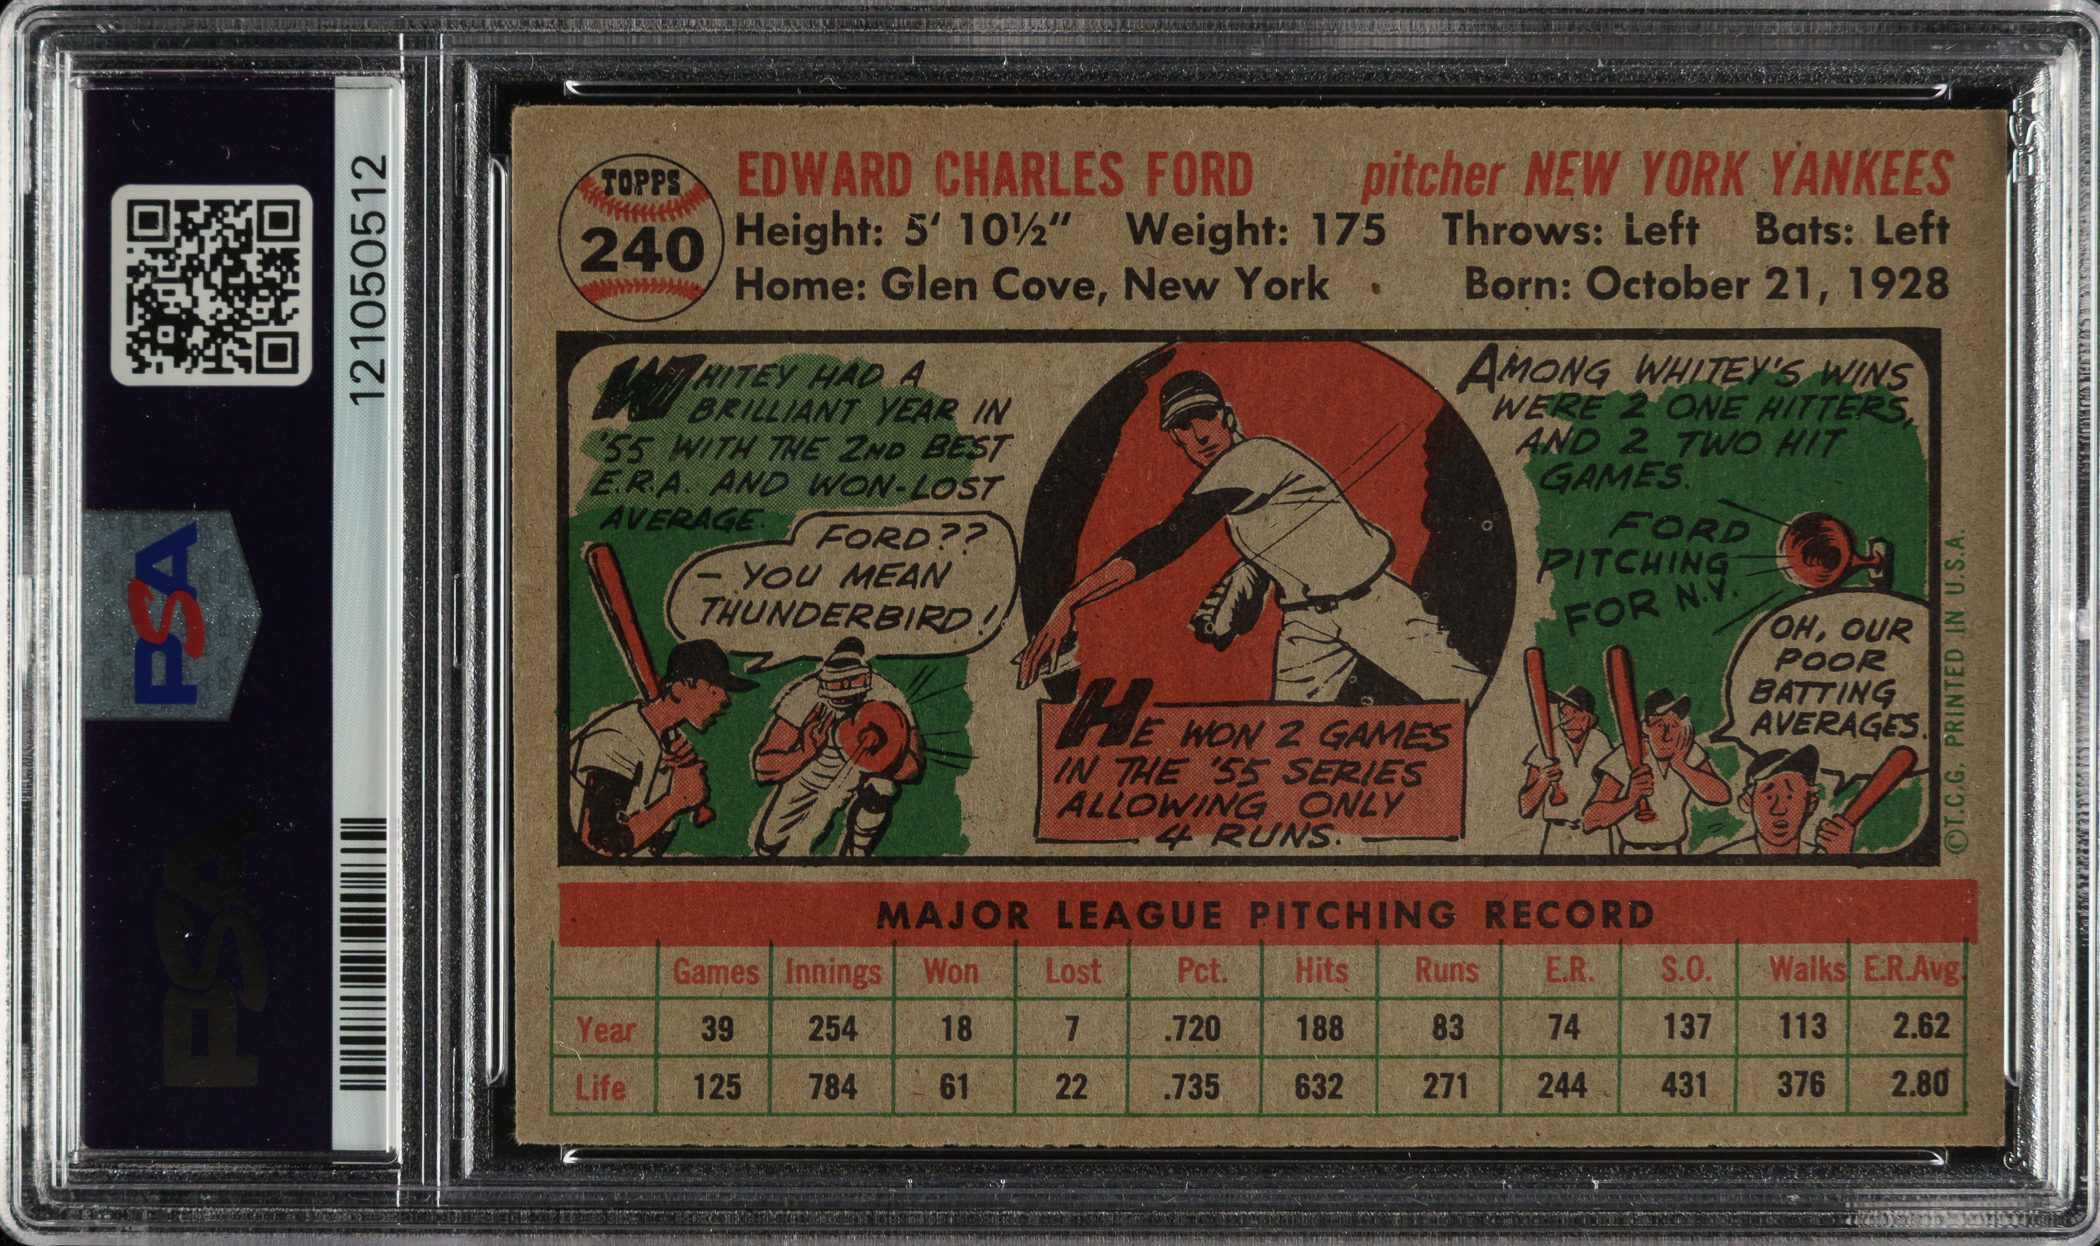 121050512
PSA
PSA
TOPPS
240
EDWARD CHARLES FORD pitcher NEW YORK YANKEES
Height: 5' 10½" Weight: 175 Throws: Left Bats: Left
Home: Glen Cove, New York Born: October 21, 1928
WHITEY HAD A
BRILLIANT YEAR IN
'55 WITH THE 2ND BEST
E.R.A. AND WON-LOST
AVERAGE.
FORD??
- YOU MEAN
THUNDERBIRD!
HE WON 2 GAMES
IN THE '55 SERIES
ALLOWING ONLY
4 RUNS.
AMONG WHITEY'S WINS
WERE 2 ONE HITTERS,
AND 2 TWO HIT
GAMES.
FORD
PITCHING
FOR N.Y.
OH, OUR
POOR
BATTING
AVERAGES.
©T.C.G. PRINTED IN U.S.A.
MAJOR LEAGUE PITCHING RECORD
Games Innings Won Lost Pct. Hits Runs E.R. S.O. Walks E.R.Avg.
Year 39 254 18 7 .720 188 83 74 137 113 2.62
Life 125 784 61 22 .735 632 271 244 431 376 2.80